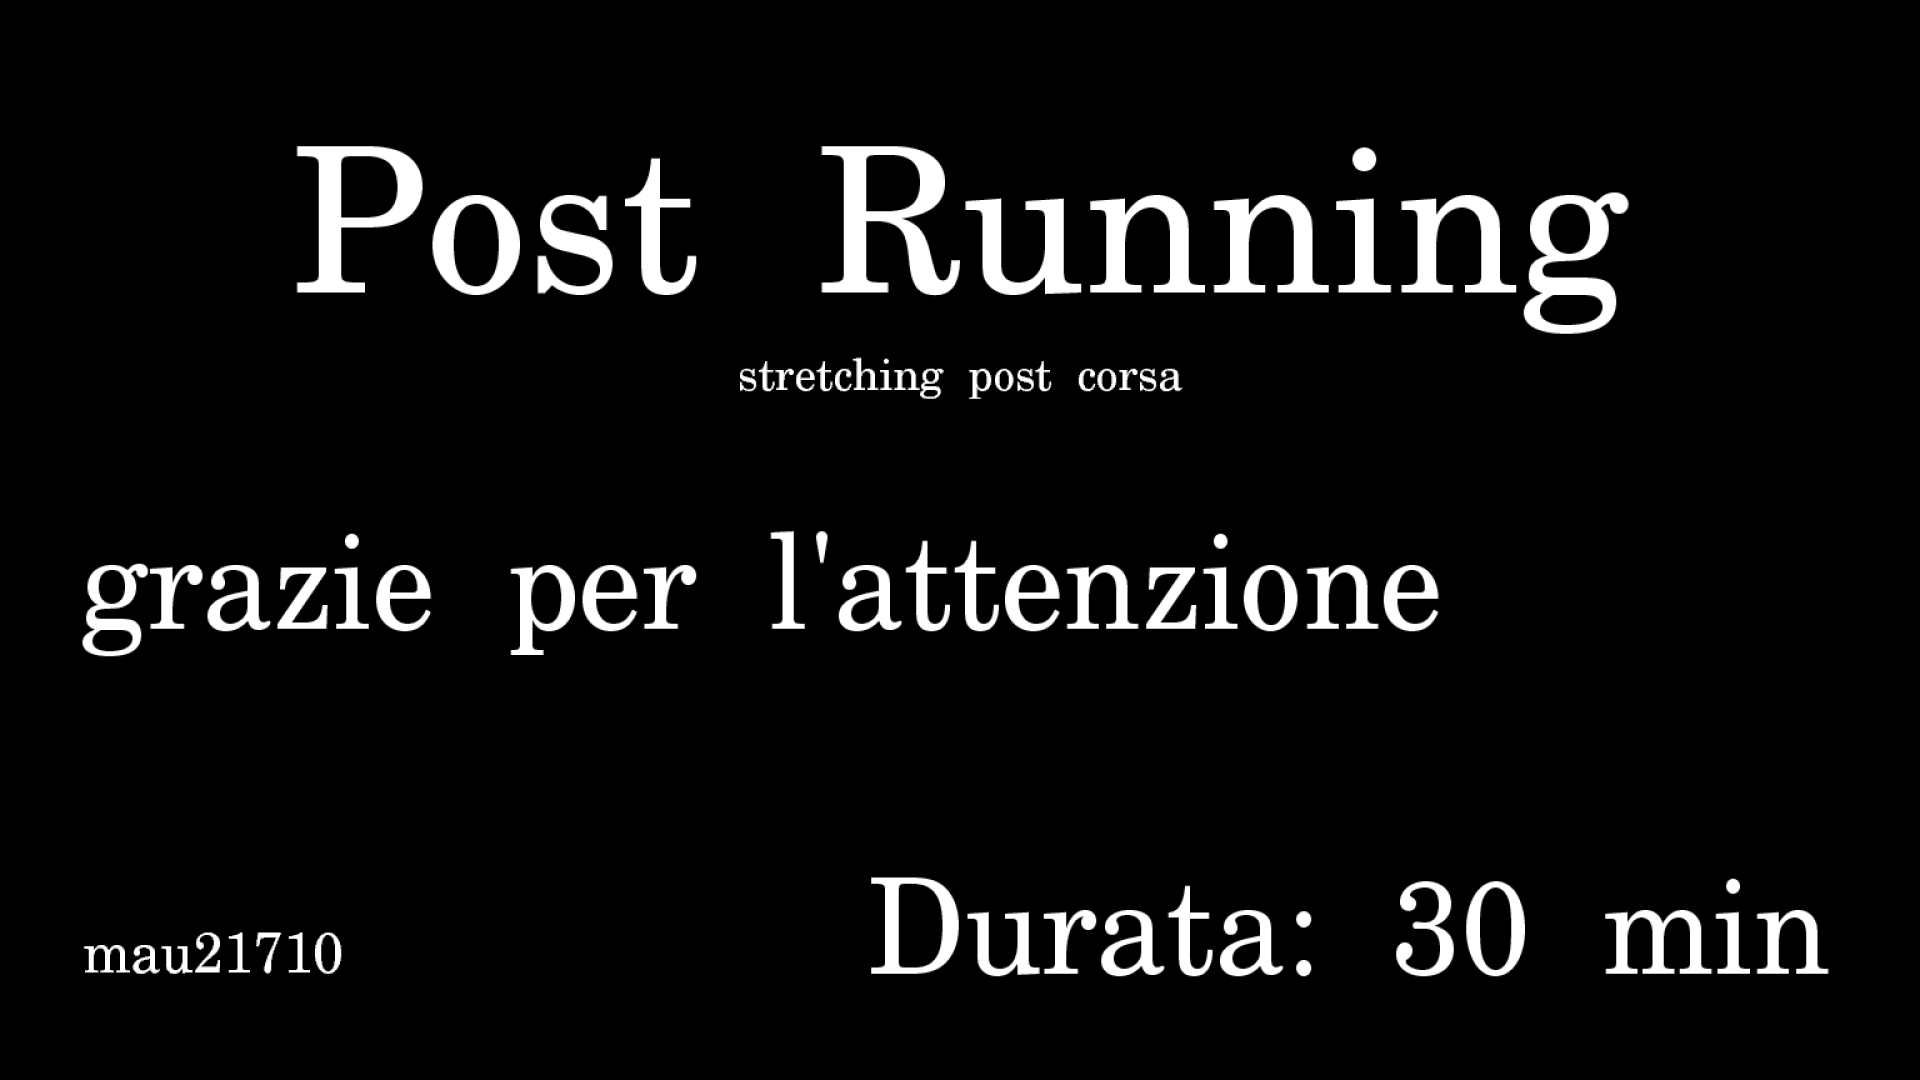 Post Running
stretching post corsa
grazie per l'attenzione
mau21710
Durata: 30 min